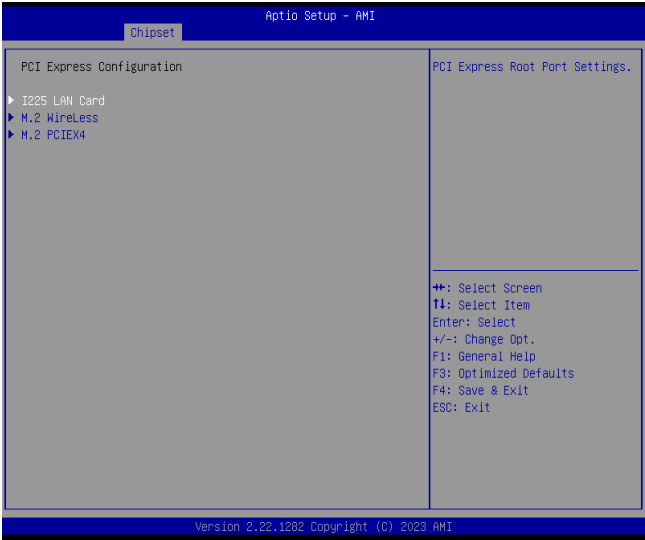 Aptio Setup – AMI
Chipset
PCI Express Configuration
I225 LAN Card
M.2 WireLess
M.2 PCIEX4
PCI Express Root Port Settings.
→←: Select Screen
↑↓: Select Item
Enter: Select
+/-: Change Opt.
F1: General Help
F3: Optimized Defaults
F4: Save & Exit
ESC: Exit
Version 2.22.1282 Copyright (C) 2023 AMI